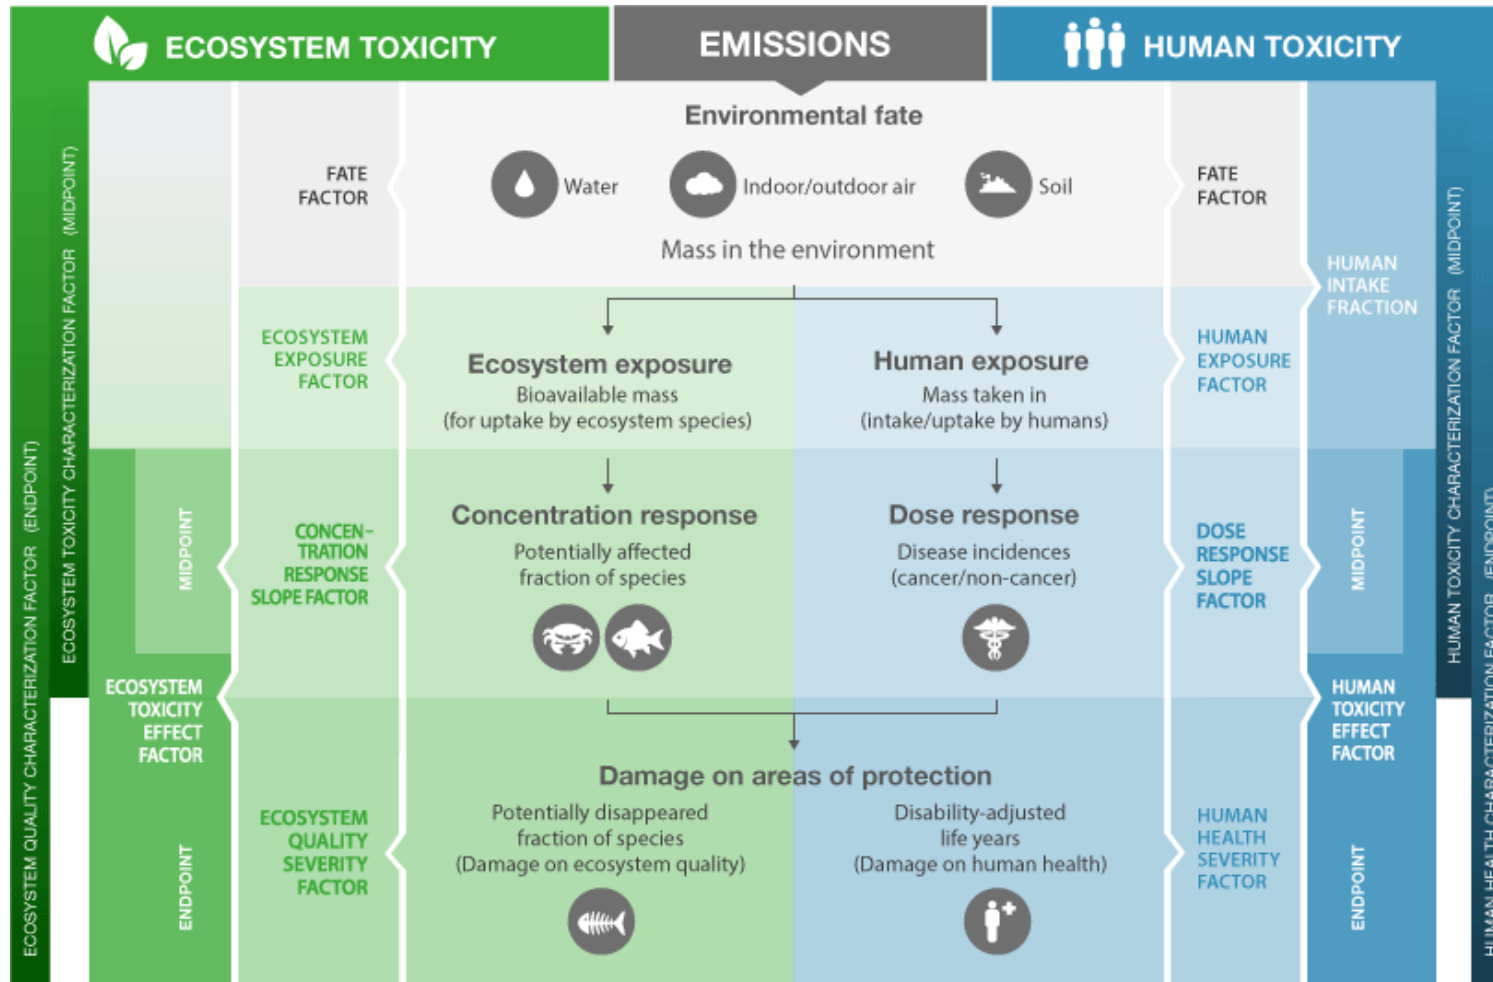 ECOSYSTEM TOXICITY
EMISSIONS
HUMAN TOXICITY
ECOSYSTEM QUALITY CHARACTERIZATION FACTOR (ENDPOINT)
ECOSYSTEM TOXICITY CHARACTERIZATION FACTOR (MIDPOINT)
Environmental fate
FATE
FACTOR
Water
Indoor/outdoor air
Soil
FATE
FACTOR
Mass in the environment
HUMAN
INTAKE
FRACTION
ECOSYSTEM
EXPOSURE
FACTOR
Ecosystem exposure
Bioavailable mass
(for uptake by ecosystem species)
Human exposure
Mass taken in
(intake/uptake by humans)
HUMAN
EXPOSURE
FACTOR
MIDPOINT
CONCEN-
TRATION
RESPONSE
SLOPE FACTOR
Concentration response
Potentially affected
fraction of species
Dose response
Disease incidences
(cancer/non-cancer)
DOSE
RESPONSE
SLOPE
FACTOR
MIDPOINT
ECOSYSTEM
TOXICITY
EFFECT
FACTOR
HUMAN
TOXICITY
EFFECT
FACTOR
Damage on areas of protection
ENDPOINT
ECOSYSTEM
QUALITY
SEVERITY
FACTOR
Potentially disappeared
fraction of species
(Damage on ecosystem quality)
Disability-adjusted
life years
(Damage on human health)
HUMAN
HEALTH
SEVERITY
FACTOR
ENDPOINT
HUMAN TOXICITY CHARACTERIZATION FACTOR (MIDPOINT)
HUMAN HEALTH CHARACTERIZATION FACTOR (ENDPOINT)